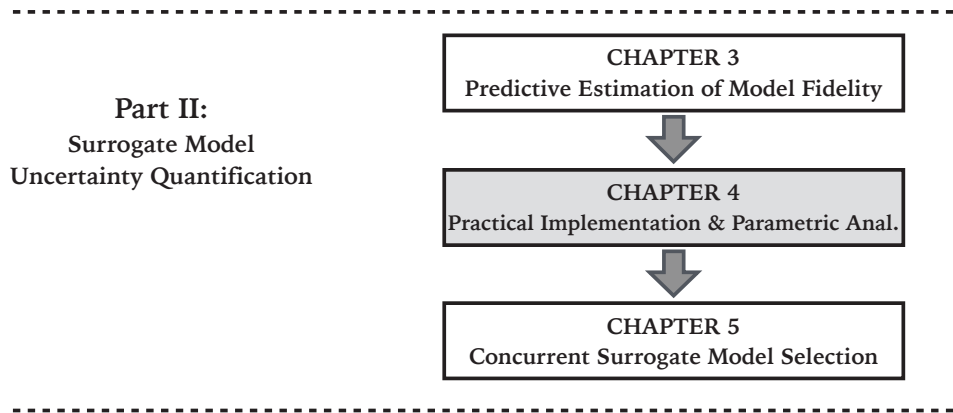 Part II:
Surrogate Model
Uncertainty Quantification
CHAPTER 3
Predictive Estimation of Model Fidelity
CHAPTER 4
Practical Implementation & Parametric Anal.
CHAPTER 5
Concurrent Surrogate Model Selection